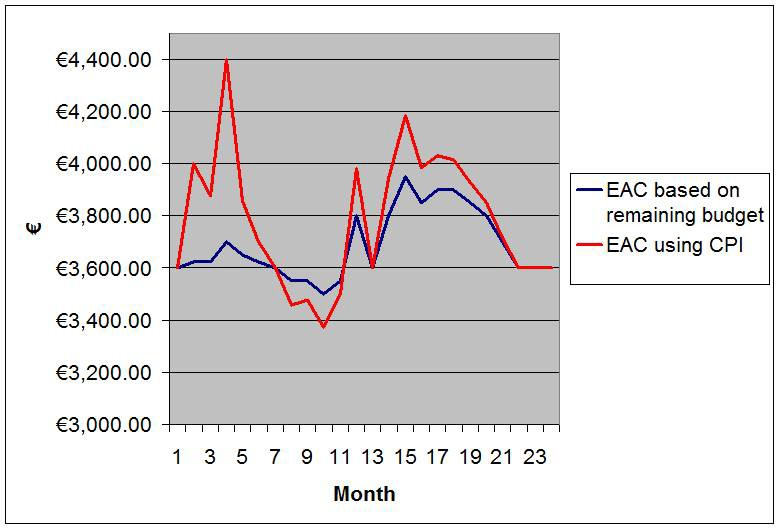 €4,400.00
€4,200.00
€4,000.00
€3,800.00
€3,600.00
€3,400.00
€3,200.00
€3,000.00
€
1 3 5 7 9 11 13 15 17 19 21 23
Month
EAC based on
remaining budget
EAC using CPI